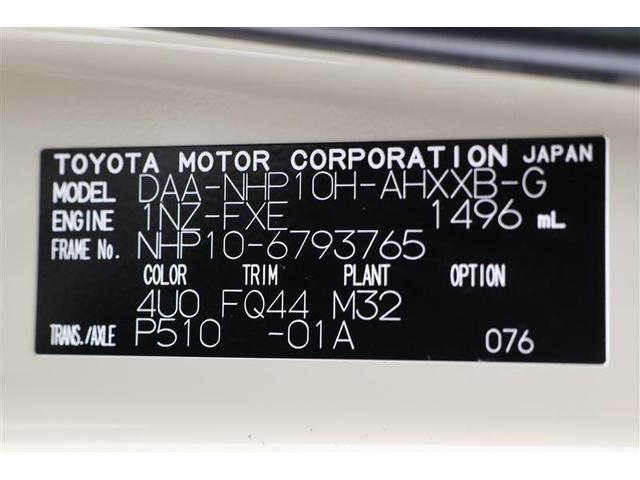 TOYOTA MOTOR CORPORATION JAPAN
MODEL DAA-NHP10H-AHXXB-G
ENGINE 1NZ-FXE 1496 mL
FRAME No. NHP10-6793765
COLOR TRIM PLANT OPTION
4U0 FQ44 M32
TRANS./AXLE P510 -01A 076